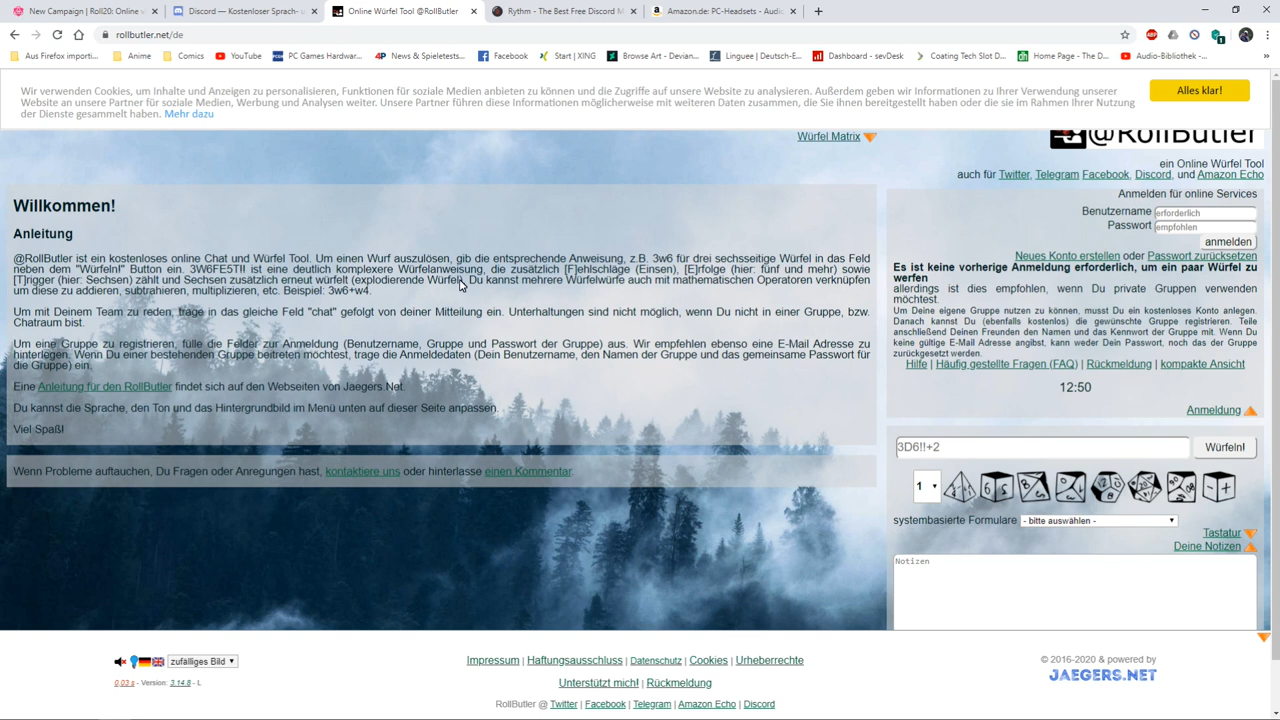 New Campaign | Roll20: Online v
Discord — Kostenloser Sprach- u
Online Würfel Tool @RollButler
Rythm - The Best Free Discord M
Amazon.de: PC-Headsets - Audio
rollbutler.net/de
Aus Firefox importi...
Anime
Comics
YouTube
PC Games Hardwar...
4P News & Spieletests...
Facebook
Start | XING
Browse Art - Devian...
Linguee | Deutsch-E...
Dashboard - sevDesk
Coating Tech Slot D...
Home Page - The D...
Audio-Bibliothek -...
Wir verwenden Cookies, um Inhalte und Anzeigen zu personalisieren, Funktionen für soziale Medien anbieten zu können und die Zugriffe auf unsere Website zu analysieren. Außerdem geben wir Informationen zu Ihrer Verwendung unserer
Website an unsere Partner für soziale Medien, Werbung und Analysen weiter. Unsere Partner führen diese Informationen möglicherweise mit weiteren Daten zusammen, die Sie ihnen bereitgestellt haben oder die sie im Rahmen Ihrer Nutzung
der Dienste gesammelt haben. Mehr dazu
Alles klar!
Würfel Matrix
@RollButler
ein Online Würfel Tool
auch für Twitter, Telegram Facebook, Discord, und Amazon Echo
Willkommen!
Anleitung
@RollButler ist ein kostenloses online Chat und Würfel Tool. Um einen Wurf auszulösen, gib die entsprechende Anweisung, z.B. 3w6 für drei sechsseitige Würfel in das Feld
neben dem "Würfeln!" Button ein. 3W6FE5T!! ist eine deutlich komplexere Würfelanweisung, die zusätzlich [F]ehlschläge (Einsen), [E]rfolge (hier: fünf und mehr) sowie
[T]rigger (hier: Sechsen) zählt und Sechsen zusätzlich erneut würfelt (explodierende Würfel). Du kannst mehrere Würfelwürfe auch mit mathematischen Operatoren verknüpfen
um diese zu addieren, subtrahieren, multiplizieren, etc. Beispiel: 3w6+w4.
Um mit Deinem Team zu reden, trage in das gleiche Feld "chat" gefolgt von deiner Mitteilung ein. Unterhaltungen sind nicht möglich, wenn Du nicht in einer Gruppe, bzw.
Chatraum bist.
Um eine Gruppe zu registrieren, fülle die Felder zur Anmeldung (Benutzername, Gruppe und Passwort der Gruppe) aus. Wir empfehlen ebenso eine E-Mail Adresse zu
hinterlegen. Wenn Du einer bestehenden Gruppe beitreten möchtest, trage die Anmeldedaten (Dein Benutzername, den Namen der Gruppe und das gemeinsame Passwort für
die Gruppe) ein.
Eine Anleitung für den RollButler findet sich auf den Webseiten von Jaegers.Net.
Du kannst die Sprache, den Ton und das Hintergrundbild im Menü unten auf dieser Seite anpassen.
Viel Spaß!
Wenn Probleme auftauchen, Du Fragen oder Anregungen hast, kontaktiere uns oder hinterlasse einen Kommentar.
Anmelden für online Services
Benutzername erforderlich
Passwort empfohlen
anmelden
Neues Konto erstellen oder Passwort zurücksetzen
Es ist keine vorherige Anmeldung erforderlich, um ein paar Würfel zu
werfen
allerdings ist dies empfohlen, wenn Du private Gruppen verwenden
möchtest.
Um Deine eigene Gruppe nutzen zu können, musst Du ein kostenloses Konto anlegen.
Danach kannst Du (ebenfalls kostenlos) die gewünschte Gruppe registrieren. Teile
anschließend Deinen Freunden den Namen und das Kennwort der Gruppe mit. Wenn Du
keine gültige E-Mail Adresse angibst, kann weder Dein Passwort, noch das der Gruppe
zurückgesetzt werden.
Hilfe | Häufig gestellte Fragen (FAQ) | Rückmeldung | kompakte Ansicht
12:50
Anmeldung
3D6!!+2
Würfeln!
1
systembasierte Formulare - bitte auswählen -
Tastatur
Deine Notizen
Notizen
zufälliges Bild
0,03 s - Version: 3.14.8 - L
Impressum | Haftungsausschluss | Datenschutz | Cookies | Urheberrechte
Unterstützt mich! | Rückmeldung
RollButler @ Twitter | Facebook | Telegram | Amazon Echo | Discord
© 2016-2020 & powered by
JAEGERS.NET